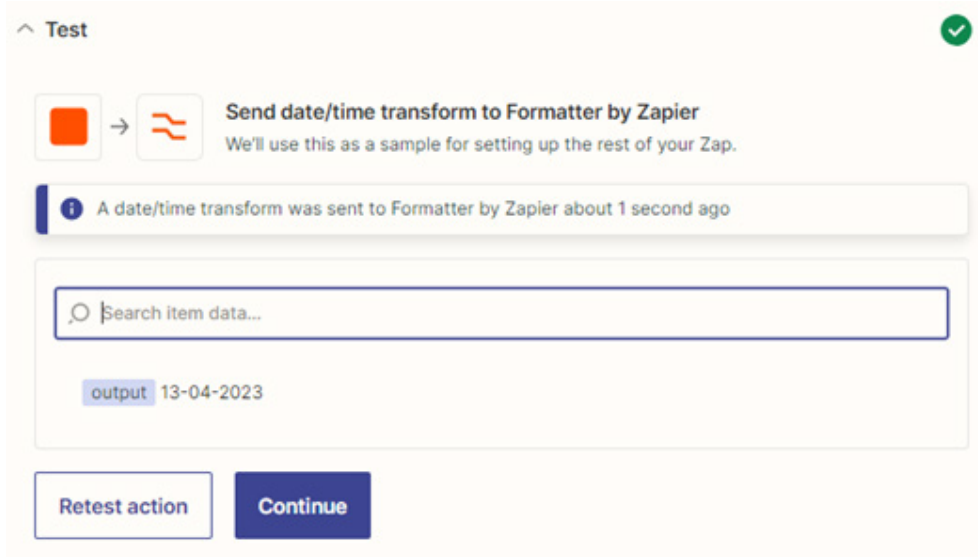 Test
Send date/time transform to Formatter by Zapier
We'll use this as a sample for setting up the rest of your Zap.
A date/time transform was sent to Formatter by Zapier about 1 second ago
Search item data...
output 13-04-2023
Retest action Continue